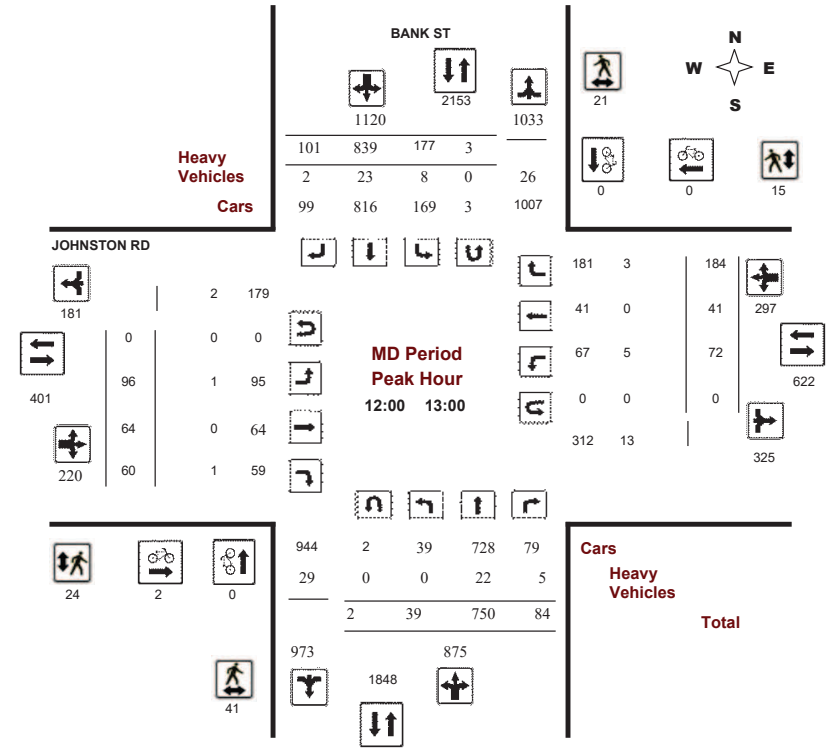 BANK ST
N
W E
S
2153
21
1120 1033
101 839 177 3
Heavy
Vehicles
2 23 8 0 26
Cars
99 816 169 3 1007
0 0 15
JOHNSTON RD
181 3 184
181
2 179
41 0 41 297
0 0 0
MD Period
Peak Hour
67 5 72
401
96 1 95
622
12:00 13:00
0 0 0
64 0 64
312 13
325
220
60 1 59
944 2 39 728 79
Cars
29 0 0 22 5
Heavy
Vehicles
24 2 0
2 39 750 84
Total
973 875
1848
41